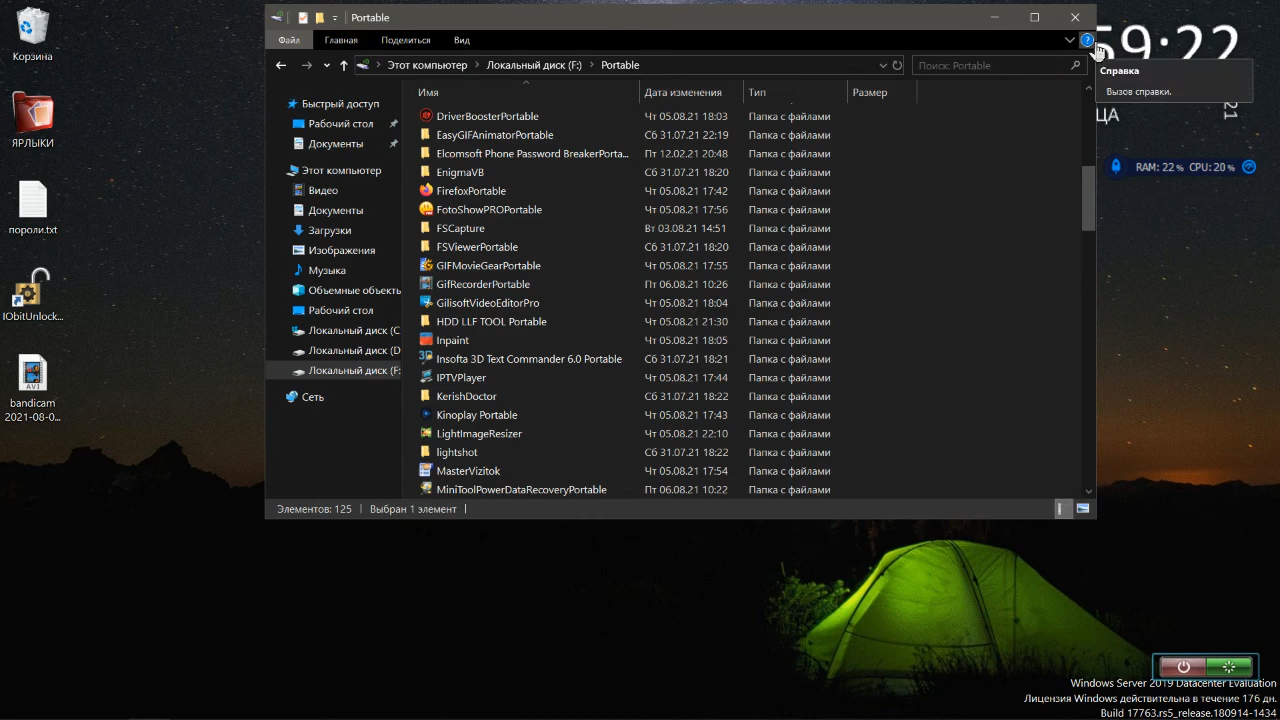 Корзина
ЯРЛЫКИ
пороли.txt
IObitUnlock...
bandicam
2021-08-0...
Portable
Файл Главная Поделиться Вид
Этот компьютер Локальный диск (F:) Portable
Поиск: Portable
Быстрый доступ
Рабочий стол
Документы
Этот компьютер
Видео
Документы
Загрузки
Изображения
Музыка
Объемные объекты
Рабочий стол
Локальный диск (C
Локальный диск (D
Локальный диск (F:
Сеть
Имя Дата изменения Тип Размер
DriverBoosterPortable Чт 05.08.21 18:03 Папка с файлами
EasyGIFAnimatorPortable Сб 31.07.21 22:19 Папка с файлами
Elcomsoft Phone Password BreakerPorta... Пт 12.02.21 20:48 Папка с файлами
EnigmaVB Сб 31.07.21 18:20 Папка с файлами
FirefoxPortable Чт 05.08.21 17:42 Папка с файлами
FotoShowPROPortable Чт 05.08.21 17:56 Папка с файлами
FSCapture Вт 03.08.21 14:51 Папка с файлами
FSViewerPortable Сб 31.07.21 18:20 Папка с файлами
GIFMovieGearPortable Чт 05.08.21 17:55 Папка с файлами
GifRecorderPortable Пт 06.08.21 10:26 Папка с файлами
GilisoftVideoEditorPro Чт 05.08.21 18:04 Папка с файлами
HDD LLF TOOL Portable Чт 05.08.21 21:30 Папка с файлами
Inpaint Чт 05.08.21 18:05 Папка с файлами
Insofta 3D Text Commander 6.0 Portable Сб 31.07.21 18:21 Папка с файлами
IPTVPlayer Чт 05.08.21 17:44 Папка с файлами
KerishDoctor Сб 31.07.21 18:22 Папка с файлами
Kinoplay Portable Чт 05.08.21 17:43 Папка с файлами
LightImageResizer Чт 05.08.21 22:10 Папка с файлами
lightshot Сб 31.07.21 18:22 Папка с файлами
MasterVizitok Чт 05.08.21 17:54 Папка с файлами
MiniToolPowerDataRecoveryPortable Пт 06.08.21 10:22 Папка с файлами
Элементов: 125 Выбран 1 элемент
59:22
Справка
Вызов справки.
ЦА
21
RAM: 22 % CPU: 20 %
AVI
Windows Server 2019 Datacenter Evaluation
Лицензия Windows действительна в течение 176 дн.
Build 17763.rs5_release.180914-1434